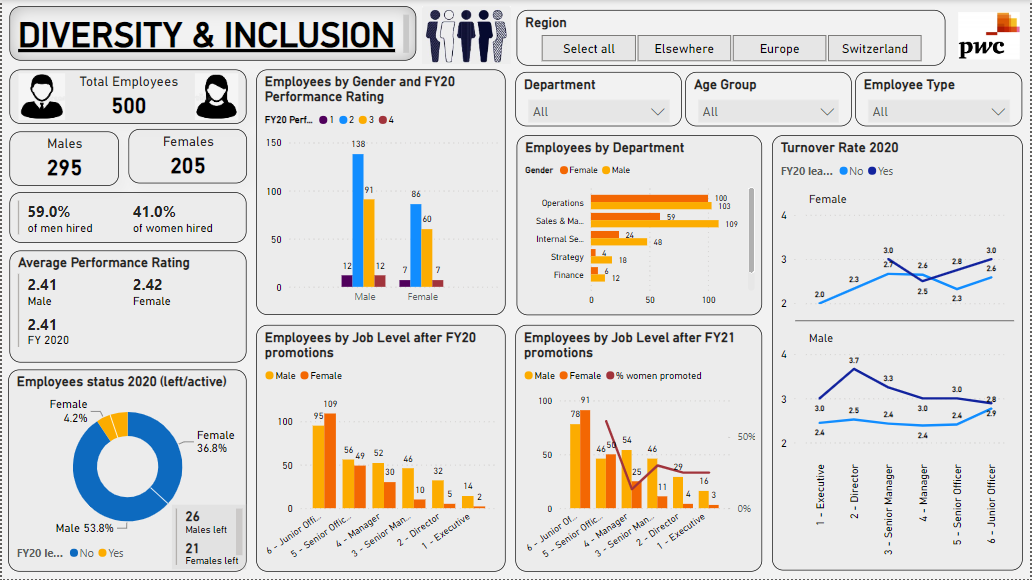 DIVERSITY & INCLUSION
Region
Select all
Elsewhere
Europe
Switzerland
pwc
Total Employees
500
Males
295
Females
205
59.0%
of men hired
41.0%
of women hired
Average Performance Rating
2.41
Male
2.42
Female
2.41
FY 2020
Employees status 2020 (left/active)
Female
4.2%
Female
36.8%
Male 53.8%
FY20 le... No Yes
26
Males left
21
Females left
Employees by Gender and FY20
Performance Rating
FY20 Perf... 1 2 3 4
150
100
50
0
12
138
91
12
7
86
60
7
Male
Female
Employees by Job Level after FY20
promotions
Male Female
100
50
0
95
109
56
49
52
30
46
10
32
5
14
2
6 - Junior Offi...
5 - Senior Offic...
4 - Manager
3 - Senior Man...
2 - Director
1 - Executive
Department
All
Age Group
All
Employee Type
All
Employees by Department
Gender Female Male
Operations
100
103
Sales & Ma...
59
109
Internal Se...
24
48
Strategy
4
18
Finance
6
12
0
50
100
Employees by Job Level after FY21
promotions
Male Female % women promoted
100
50
0
50%
0%
78
91
46
50
54
25
46
11
29
4
16
3
6 - Junior Of...
5 - Senior Offic...
4 - Manager
3 - Senior Man...
2 - Director
1 - Executive
Turnover Rate 2020
FY20 lea... No Yes
Female
4
3
2
2.0
2.3
3.0
2.7
2.6
2.5
2.8
2.3
3.0
2.6
Male
4
3
2
3.0
2.4
3.7
2.5
3.3
2.4
3.0
2.4
3.0
2.4
2.8
2.9
1 - Executive
2 - Director
3 - Senior Manager
4 - Manager
5 - Senior Officer
6 - Junior Officer